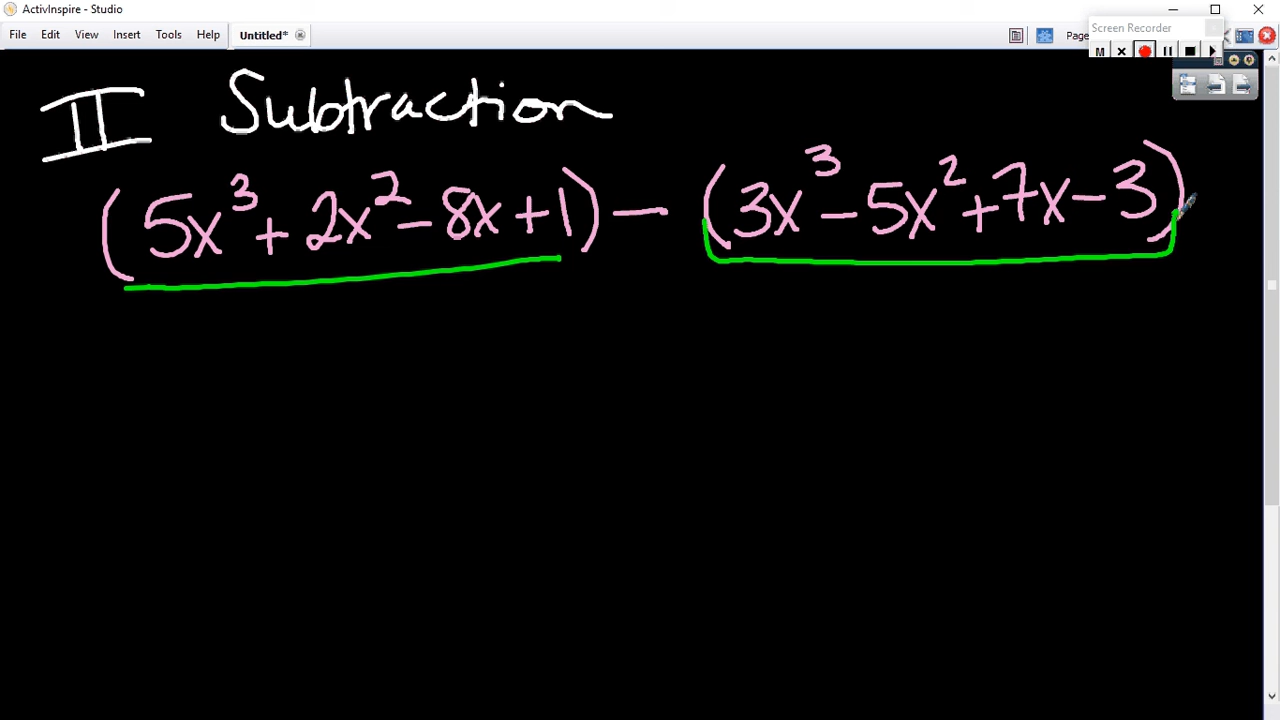 ActivInspire - Studio
Screen Recorder
File Edit View Insert Tools Help Untitled* Page
M
II Subtraction
(5x³ + 2x² - 8x + 1) - (3x³ - 5x² + 7x - 3)